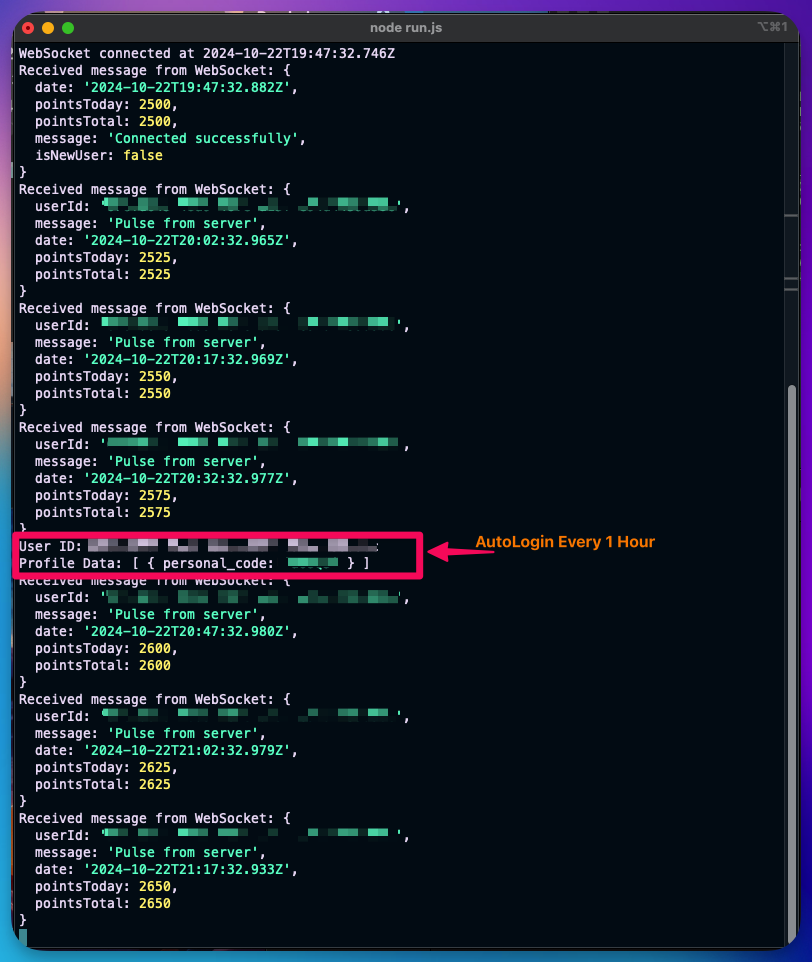 node run.js
⌥⌘1
WebSocket connected at 2024-10-22T19:47:32.746Z
Received message from WebSocket: {
date: '2024-10-22T19:47:32.882Z',
pointsToday: 2500,
pointsTotal: 2500,
message: 'Connected successfully',
isNewUser: false
}
Received message from WebSocket: {
userId: '',
message: 'Pulse from server',
date: '2024-10-22T20:02:32.965Z',
pointsToday: 2525,
pointsTotal: 2525
}
Received message from WebSocket: {
userId: '',
message: 'Pulse from server',
date: '2024-10-22T20:17:32.969Z',
pointsToday: 2550,
pointsTotal: 2550
}
Received message from WebSocket: {
userId: ',
message: 'Pulse from server',
date: '2024-10-22T20:32:32.977Z',
pointsToday: 2575,
pointsTotal: 2575
}
User ID:
Profile Data: [ { personal_code: } ]
AutoLogin Every 1 Hour
Received message from WebSocket: {
userId: '',
message: 'Pulse from server',
date: '2024-10-22T20:47:32.980Z',
pointsToday: 2600,
pointsTotal: 2600
}
Received message from WebSocket: {
userId: '',
message: 'Pulse from server',
date: '2024-10-22T21:02:32.979Z',
pointsToday: 2625,
pointsTotal: 2625
}
Received message from WebSocket: {
userId: '',
message: 'Pulse from server',
date: '2024-10-22T21:17:32.933Z',
pointsToday: 2650,
pointsTotal: 2650
}